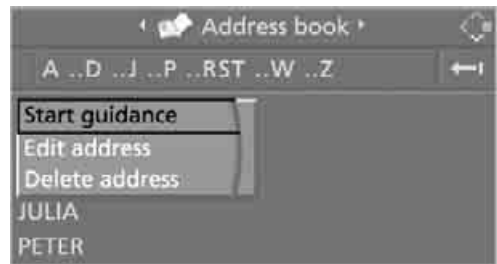 Address book
A ..D ..J ..P ..RST ..W ..Z
Start guidance
Edit address
Delete address
JULIA
PETER